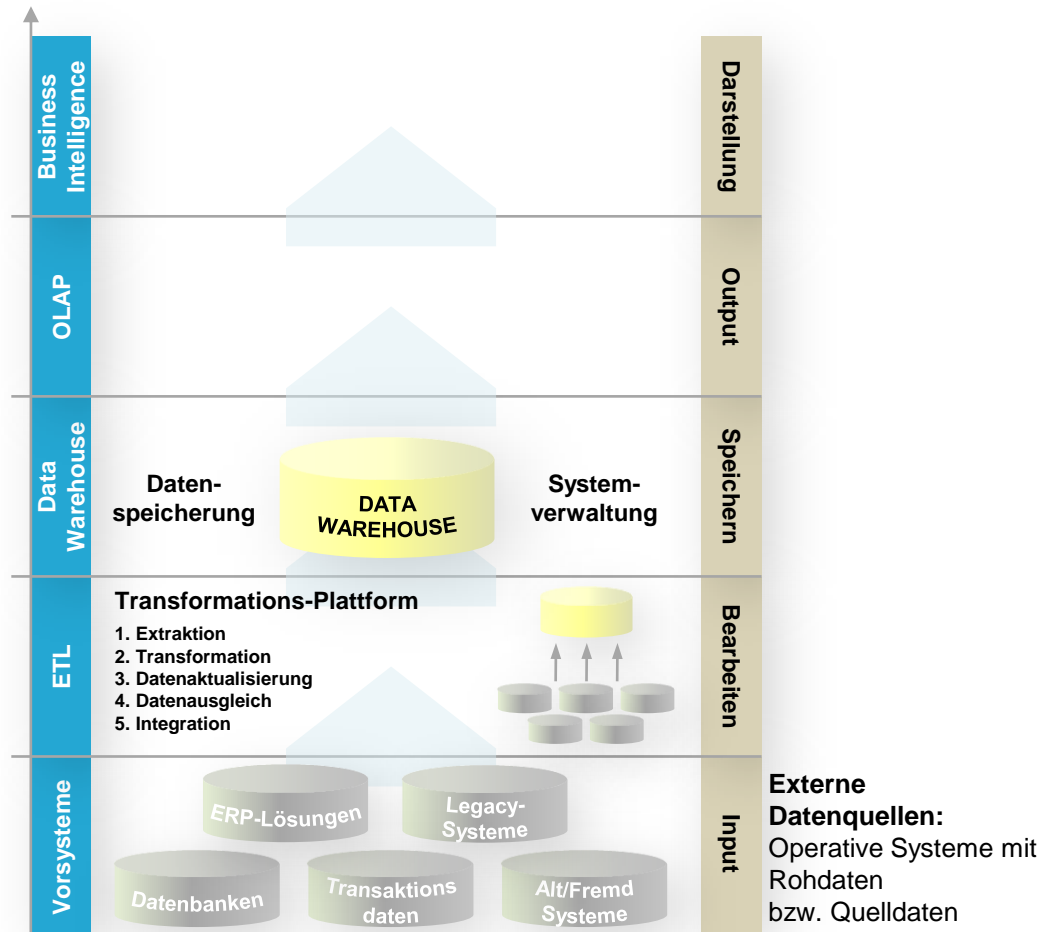 Business
Intelligence
Darstellung
OLAP
Output
Data
Warehouse
Daten-
speicherung
DATA
WAREHOUSE
System-
verwaltung
Speichern
ETL
Transformations-Plattform
1. Extraktion
2. Transformation
3. Datenaktualisierung
4. Datenausgleich
5. Integration
Bearbeiten
Vorsysteme
ERP-Lösungen
Legacy-
Systeme
Datenbanken
Transaktions
daten
Alt/Fremd
Systeme
Input
Externe
Datenquellen:
Operative Systeme mit
Rohdaten
bzw. Quelldaten